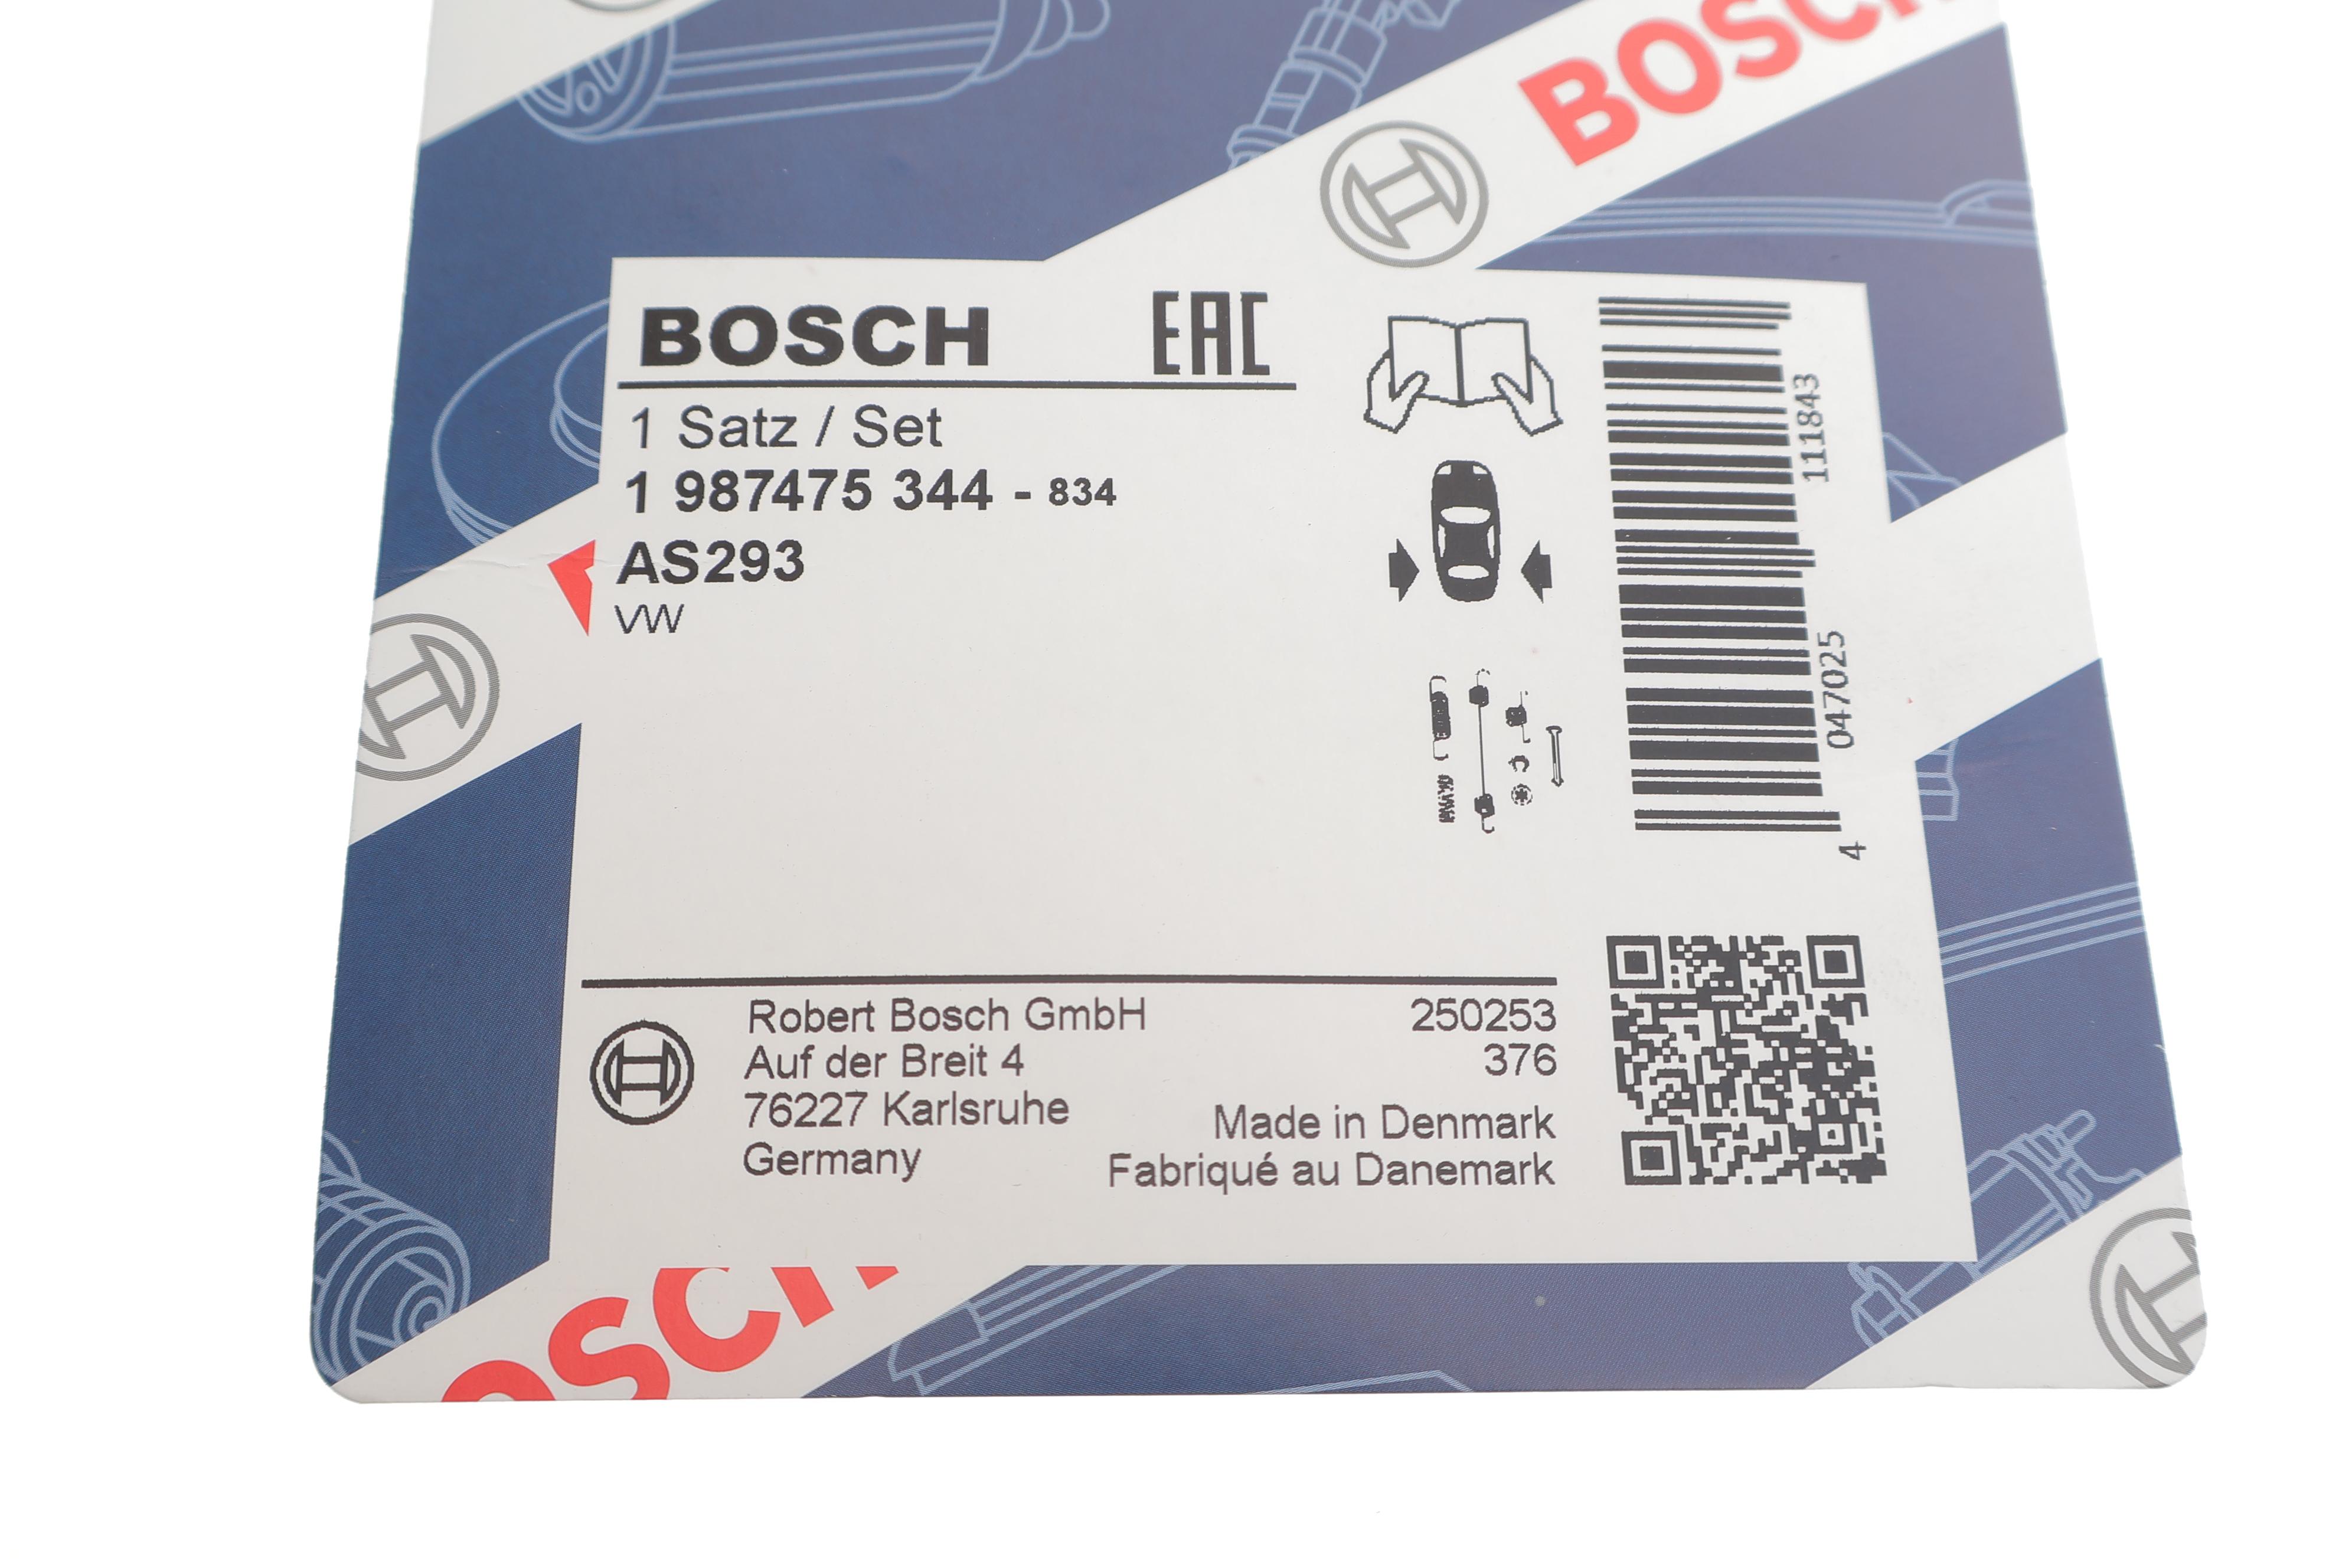 BOSCH
BOSCH EAC
1 Satz / Set
1 987475 344 - 834
AS293
VW
4 047025 111843
Robert Bosch GmbH
Auf der Breit 4
76227 Karlsruhe
Germany
250253
376
Made in Denmark
Fabriqué au Danemark
OSCH